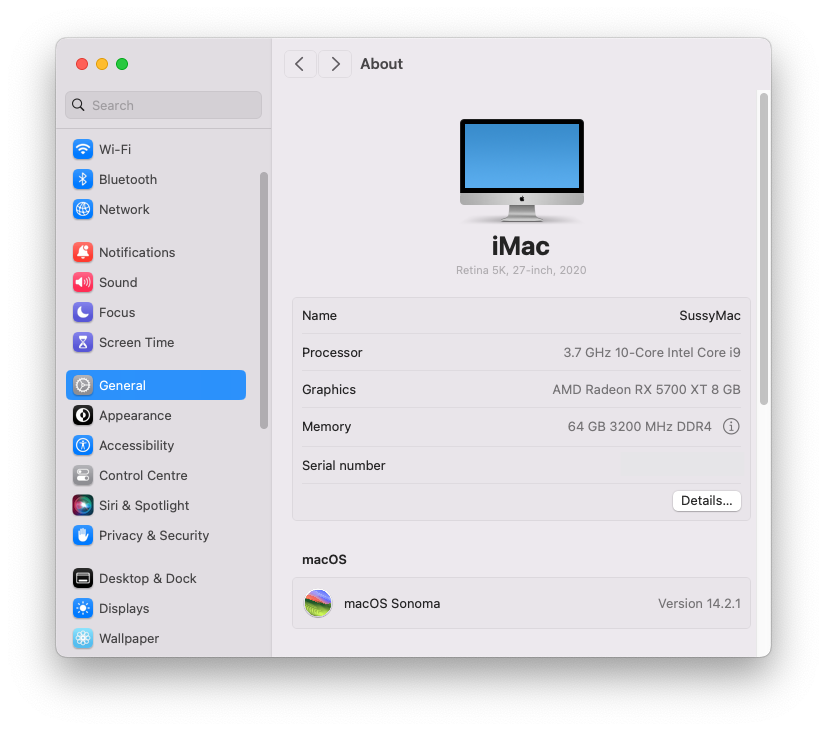 About
Search
Wi-Fi
Bluetooth
Network
Notifications
Sound
Focus
Screen Time
General
Appearance
Accessibility
Control Centre
Siri & Spotlight
Privacy & Security
Desktop & Dock
Displays
Wallpaper
iMac
Retina 5K, 27-inch, 2020
Name SussyMac
Processor 3.7 GHz 10-Core Intel Core i9
Graphics AMD Radeon RX 5700 XT 8 GB
Memory 64 GB 3200 MHz DDR4
Serial number
Details...
macOS
macOS Sonoma Version 14.2.1